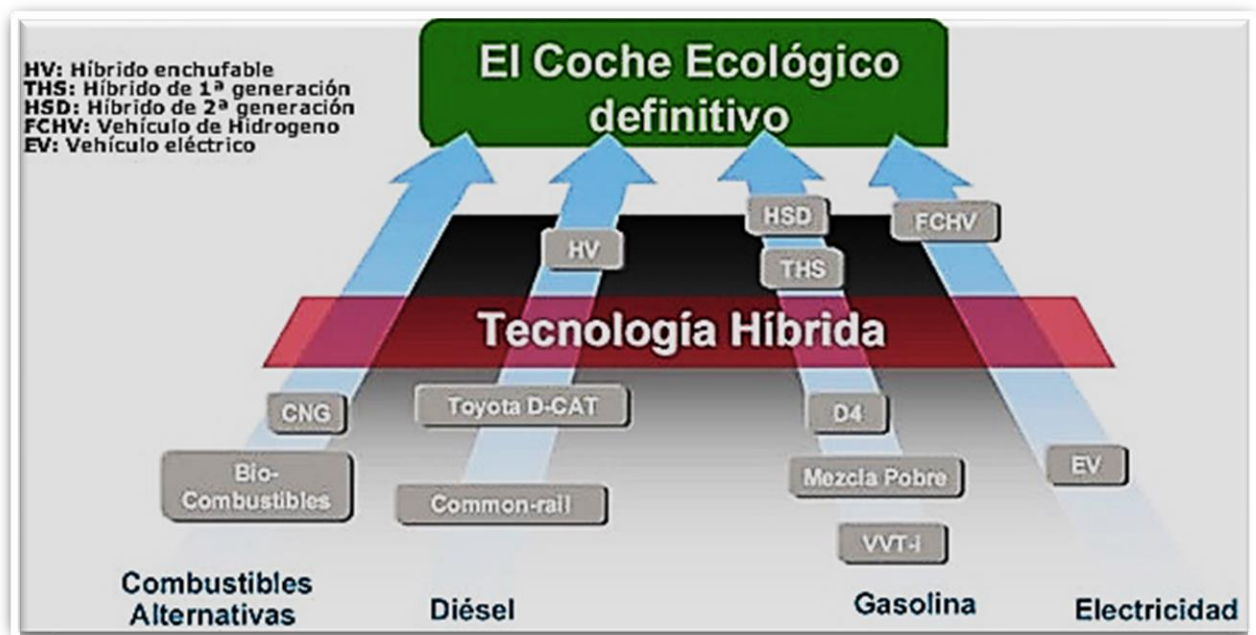 HV: Híbrido enchufable
THS: Híbrido de 1ª generación
HSD: Híbrido de 2ª generación
FCHV: Vehículo de Hidrogeno
EV: Vehículo eléctrico
El Coche Ecológico
definitivo
HSD
FCHV
HV
THS
Tecnología Híbrida
CNG
Toyota D-CAT
D4
Bio-
Combustibles
Common-rail
Mezcla Pobre
EV
VVT-i
Combustibles
Alternativas
Diésel
Gasolina
Electricidad